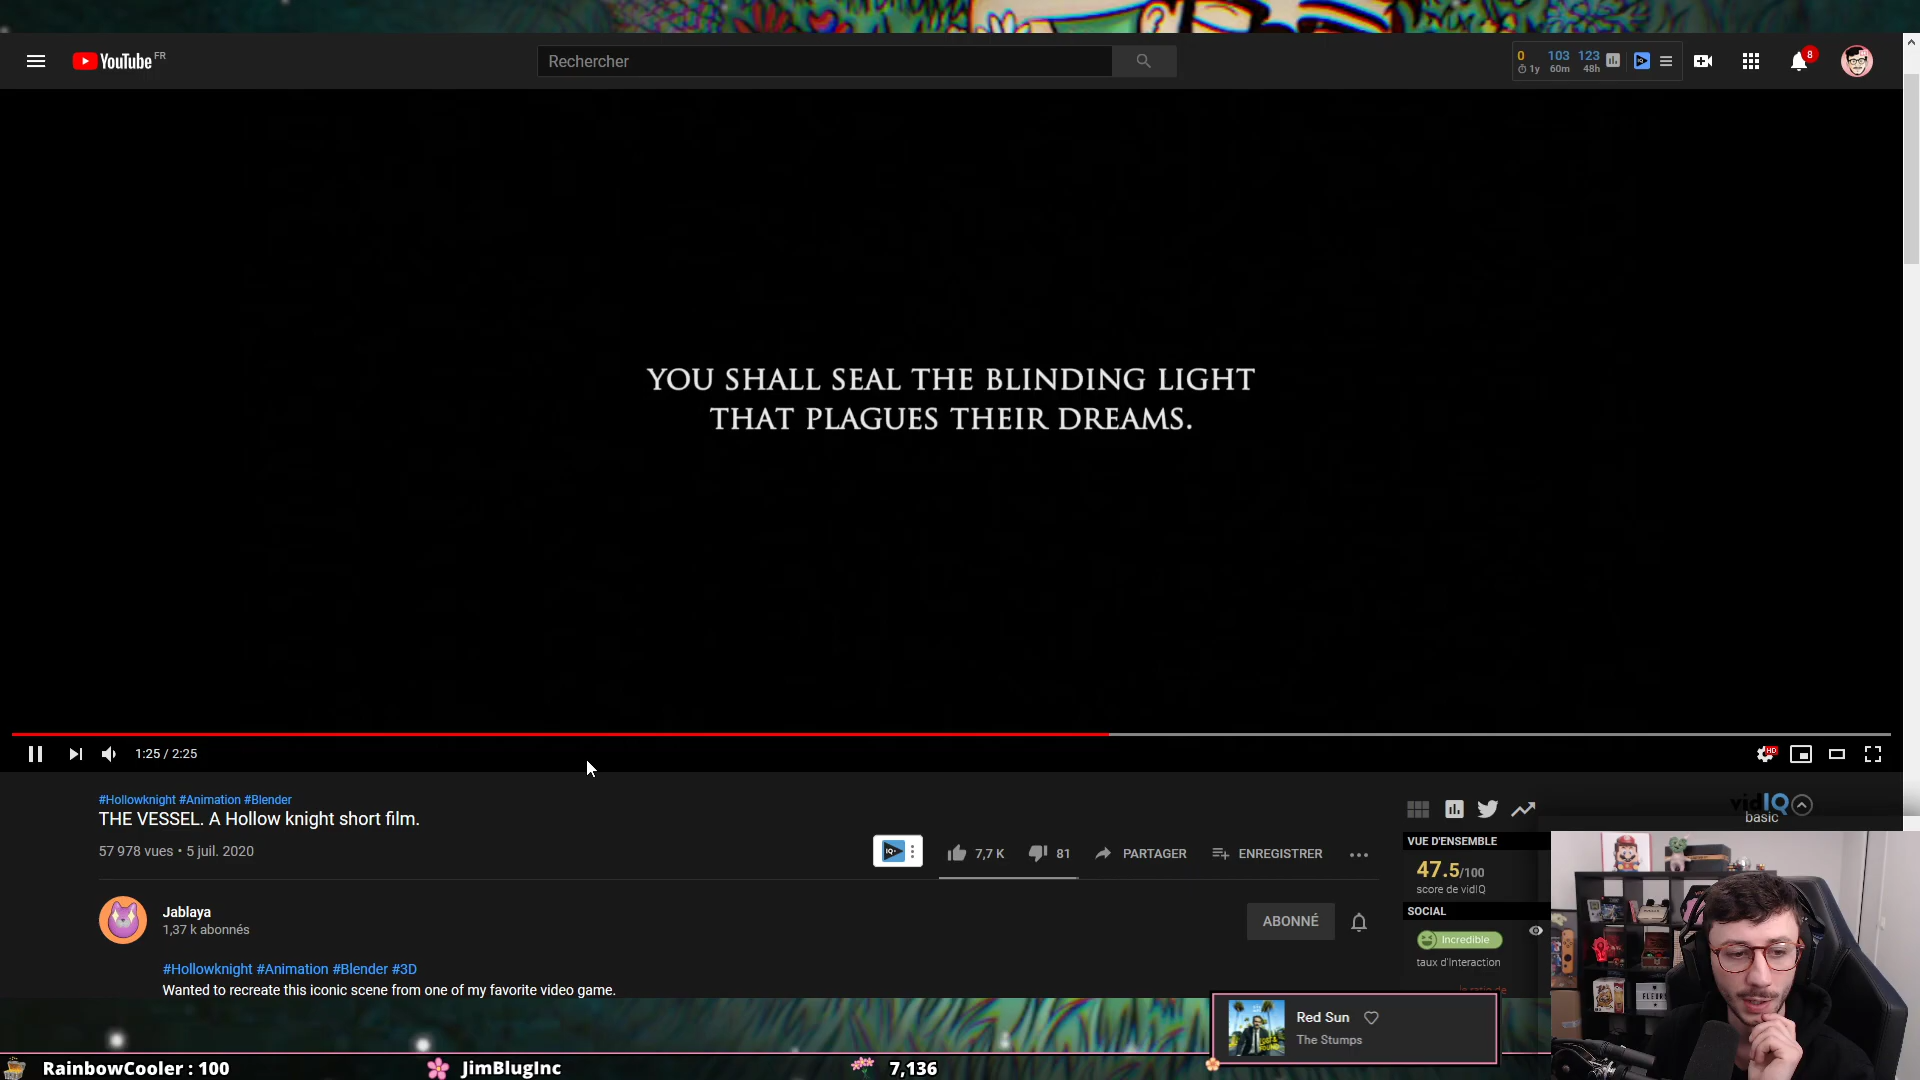 YouTube FR
Rechercher
0 103 123
1y 60m 48h
8
YOU SHALL SEAL THE BLINDING LIGHT
THAT PLAGUES THEIR DREAMS.
1:25 / 2:25
HD
#Hollowknight #Animation #Blender
THE VESSEL. A Hollow knight short film.
57 978 vues • 5 juil. 2020
7,7 K
81
PARTAGER
ENREGISTRER
Jablaya
1,37 k abonnés
ABONNÉ
#Hollowknight #Animation #Blender #3D
Wanted to recreate this iconic scene from one of my favorite video game.
vidIQ
basic
VUE D'ENSEMBLE
47.5/100
score de vidIQ
SOCIAL
Incredible
taux d'Interaction
le ratio de
Red Sun
The Stumps
RainbowCooler : 100
JimBlugInc
7,136